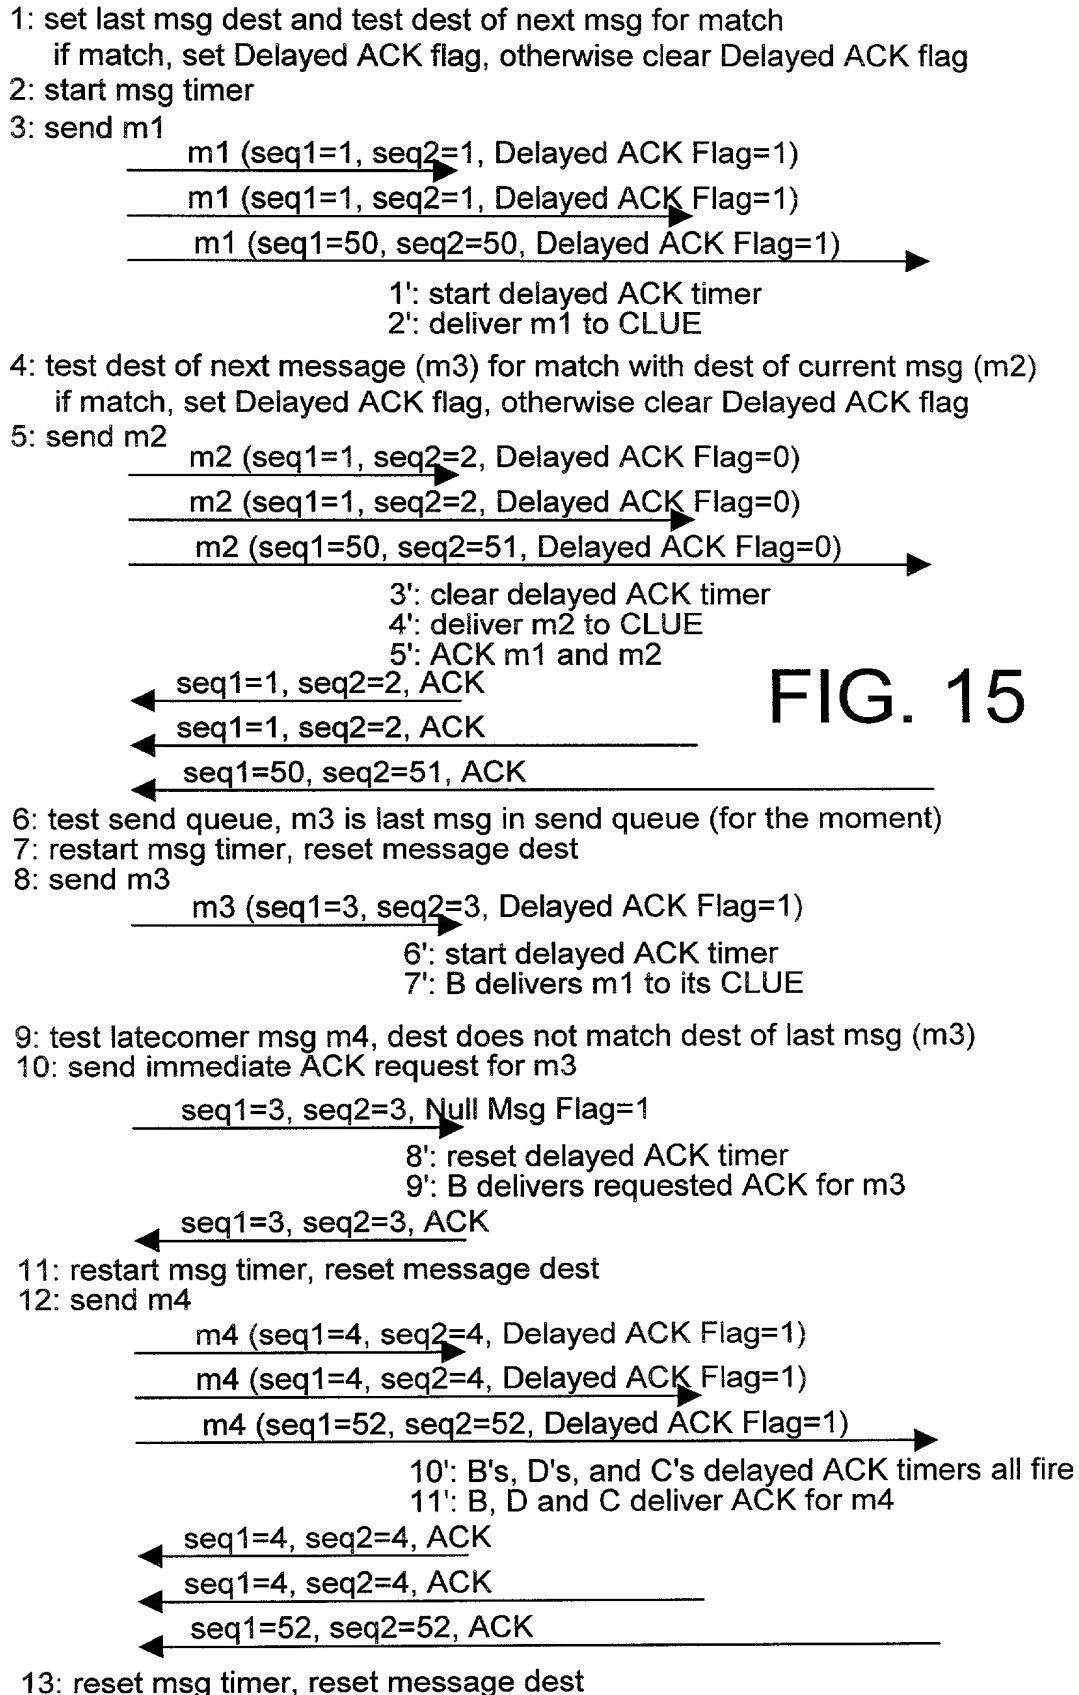 1: set last msg dest and test dest of next msg for match
if match, set Delayed ACK flag, otherwise clear Delayed ACK flag
2: start msg timer
3: send m1
m1 (seq1=1, seq2=1, Delayed ACK Flag=1)
m1 (seq1=1, seq2=1, Delayed ACK Flag=1)
m1 (seq1=50, seq2=50, Delayed ACK Flag=1)
1': start delayed ACK timer
2': deliver m1 to CLUE
4: test dest of next message (m3) for match with dest of current msg (m2)
if match, set Delayed ACK flag, otherwise clear Delayed ACK flag
5: send m2
m2 (seq1=1, seq2=2, Delayed ACK Flag=0)
m2 (seq1=1, seq2=2, Delayed ACK Flag=0)
m2 (seq1=50, seq2=51, Delayed ACK Flag=0)
3': clear delayed ACK timer
4': deliver m2 to CLUE
5': ACK m1 and m2
FIG. 15
seq1=1, seq2=2, ACK
seq1=1, seq2=2, ACK
seq1=50, seq2=51, ACK
6: test send queue, m3 is last msg in send queue (for the moment)
7: restart msg timer, reset message dest
8: send m3
m3 (seq1=3, seq2=3, Delayed ACK Flag=1)
6': start delayed ACK timer
7': B delivers m1 to its CLUE
9: test latecomer msg m4, dest does not match dest of last msg (m3)
10: send immediate ACK request for m3
seq1=3, seq2=3, Null Msg Flag=1
8': reset delayed ACK timer
9': B delivers requested ACK for m3
seq1=3, seq2=3, ACK
11: restart msg timer, reset message dest
12: send m4
m4 (seq1=4, seq2=4, Delayed ACK Flag=1)
m4 (seq1=4, seq2=4, Delayed ACK Flag=1)
m4 (seq1=52, seq2=52, Delayed ACK Flag=1)
10': B's, D's, and C's delayed ACK timers all fire
11': B, D and C deliver ACK for m4
seq1=4, seq2=4, ACK
seq1=4, seq2=4, ACK
seq1=52, seq2=52, ACK
13: reset msg timer, reset message dest